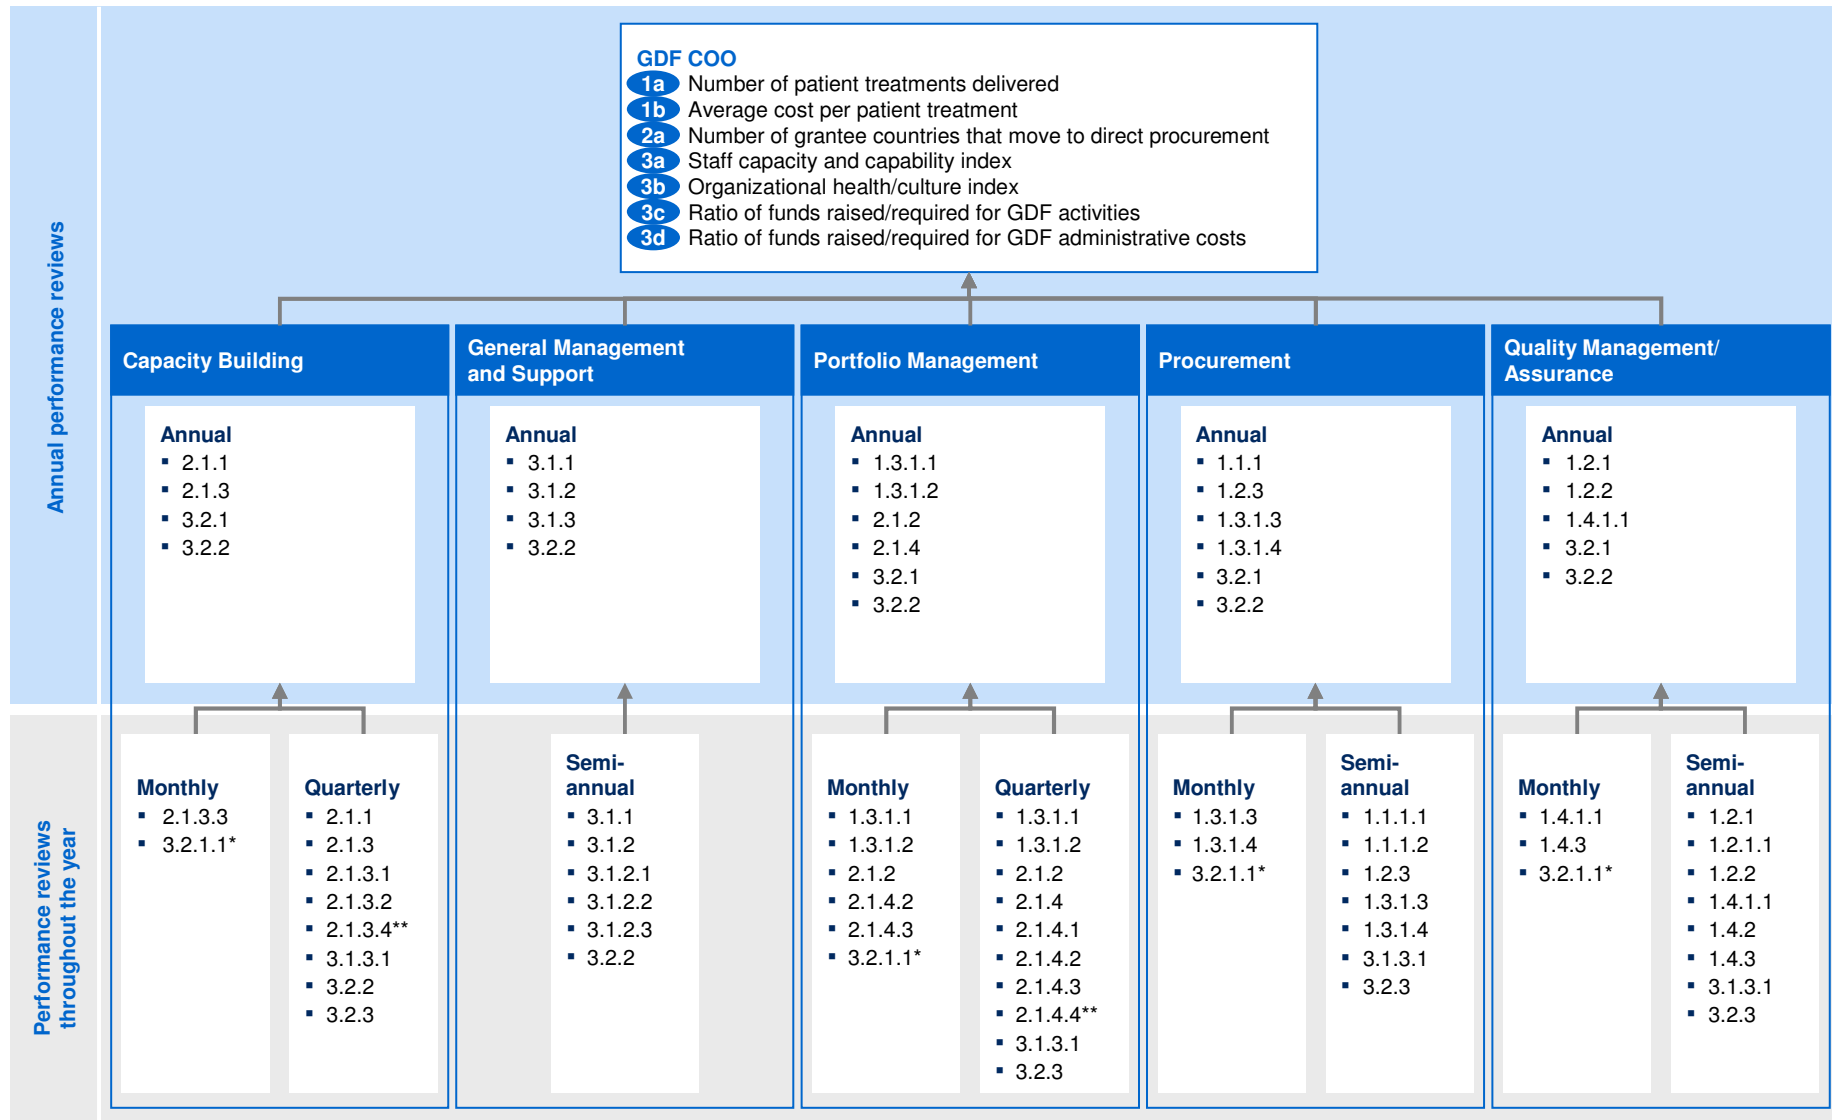 Annual performance reviews
GDF COO
1a Number of patient treatments delivered
1b Average cost per patient treatment
2a Number of grantee countries that move to direct procurement
3a Staff capacity and capability index
3b Organizational health/culture index
3c Ratio of funds raised/required for GDF activities
3d Ratio of funds raised/required for GDF administrative costs
Capacity Building
Annual
▪ 2.1.1
▪ 2.1.3
▪ 3.2.1
▪ 3.2.2
General Management
and Support
Annual
▪ 3.1.1
▪ 3.1.2
▪ 3.1.3
▪ 3.2.2
Portfolio Management
Annual
▪ 1.3.1.1
▪ 1.3.1.2
▪ 2.1.2
▪ 2.1.4
▪ 3.2.1
▪ 3.2.2
Procurement
Annual
▪ 1.1.1
▪ 1.2.3
▪ 1.3.1.3
▪ 1.3.1.4
▪ 3.2.1
▪ 3.2.2
Quality Management/
Assurance
Annual
▪ 1.2.1
▪ 1.2.2
▪ 1.4.1.1
▪ 3.2.1
▪ 3.2.2
Performance reviews
throughout the year
Monthly
▪ 2.1.3.3
▪ 3.2.1.1*
Quarterly
▪ 2.1.1
▪ 2.1.3
▪ 2.1.3.1
▪ 2.1.3.2
▪ 2.1.3.4**
▪ 3.1.3.1
▪ 3.2.2
▪ 3.2.3
Semi-
annual
▪ 3.1.1
▪ 3.1.2
▪ 3.1.2.1
▪ 3.1.2.2
▪ 3.1.2.3
▪ 3.2.2
Monthly
▪ 1.3.1.1
▪ 1.3.1.2
▪ 2.1.2
▪ 2.1.4.2
▪ 2.1.4.3
▪ 3.2.1.1*
Quarterly
▪ 1.3.1.1
▪ 1.3.1.2
▪ 2.1.2
▪ 2.1.4
▪ 2.1.4.1
▪ 2.1.4.2
▪ 2.1.4.3
▪ 2.1.4.4**
▪ 3.1.3.1
▪ 3.2.3
Monthly
▪ 1.3.1.3
▪ 1.3.1.4
▪ 3.2.1.1*
Semi-
annual
▪ 1.1.1.1
▪ 1.1.1.2
▪ 1.2.3
▪ 1.3.1.3
▪ 1.3.1.4
▪ 3.1.3.1
▪ 3.2.3
Monthly
▪ 1.4.1.1
▪ 1.4.3
▪ 3.2.1.1*
Semi-
annual
▪ 1.2.1
▪ 1.2.1.1
▪ 1.2.2
▪ 1.4.1.1
▪ 1.4.2
▪ 1.4.3
▪ 3.1.3.1
▪ 3.2.3